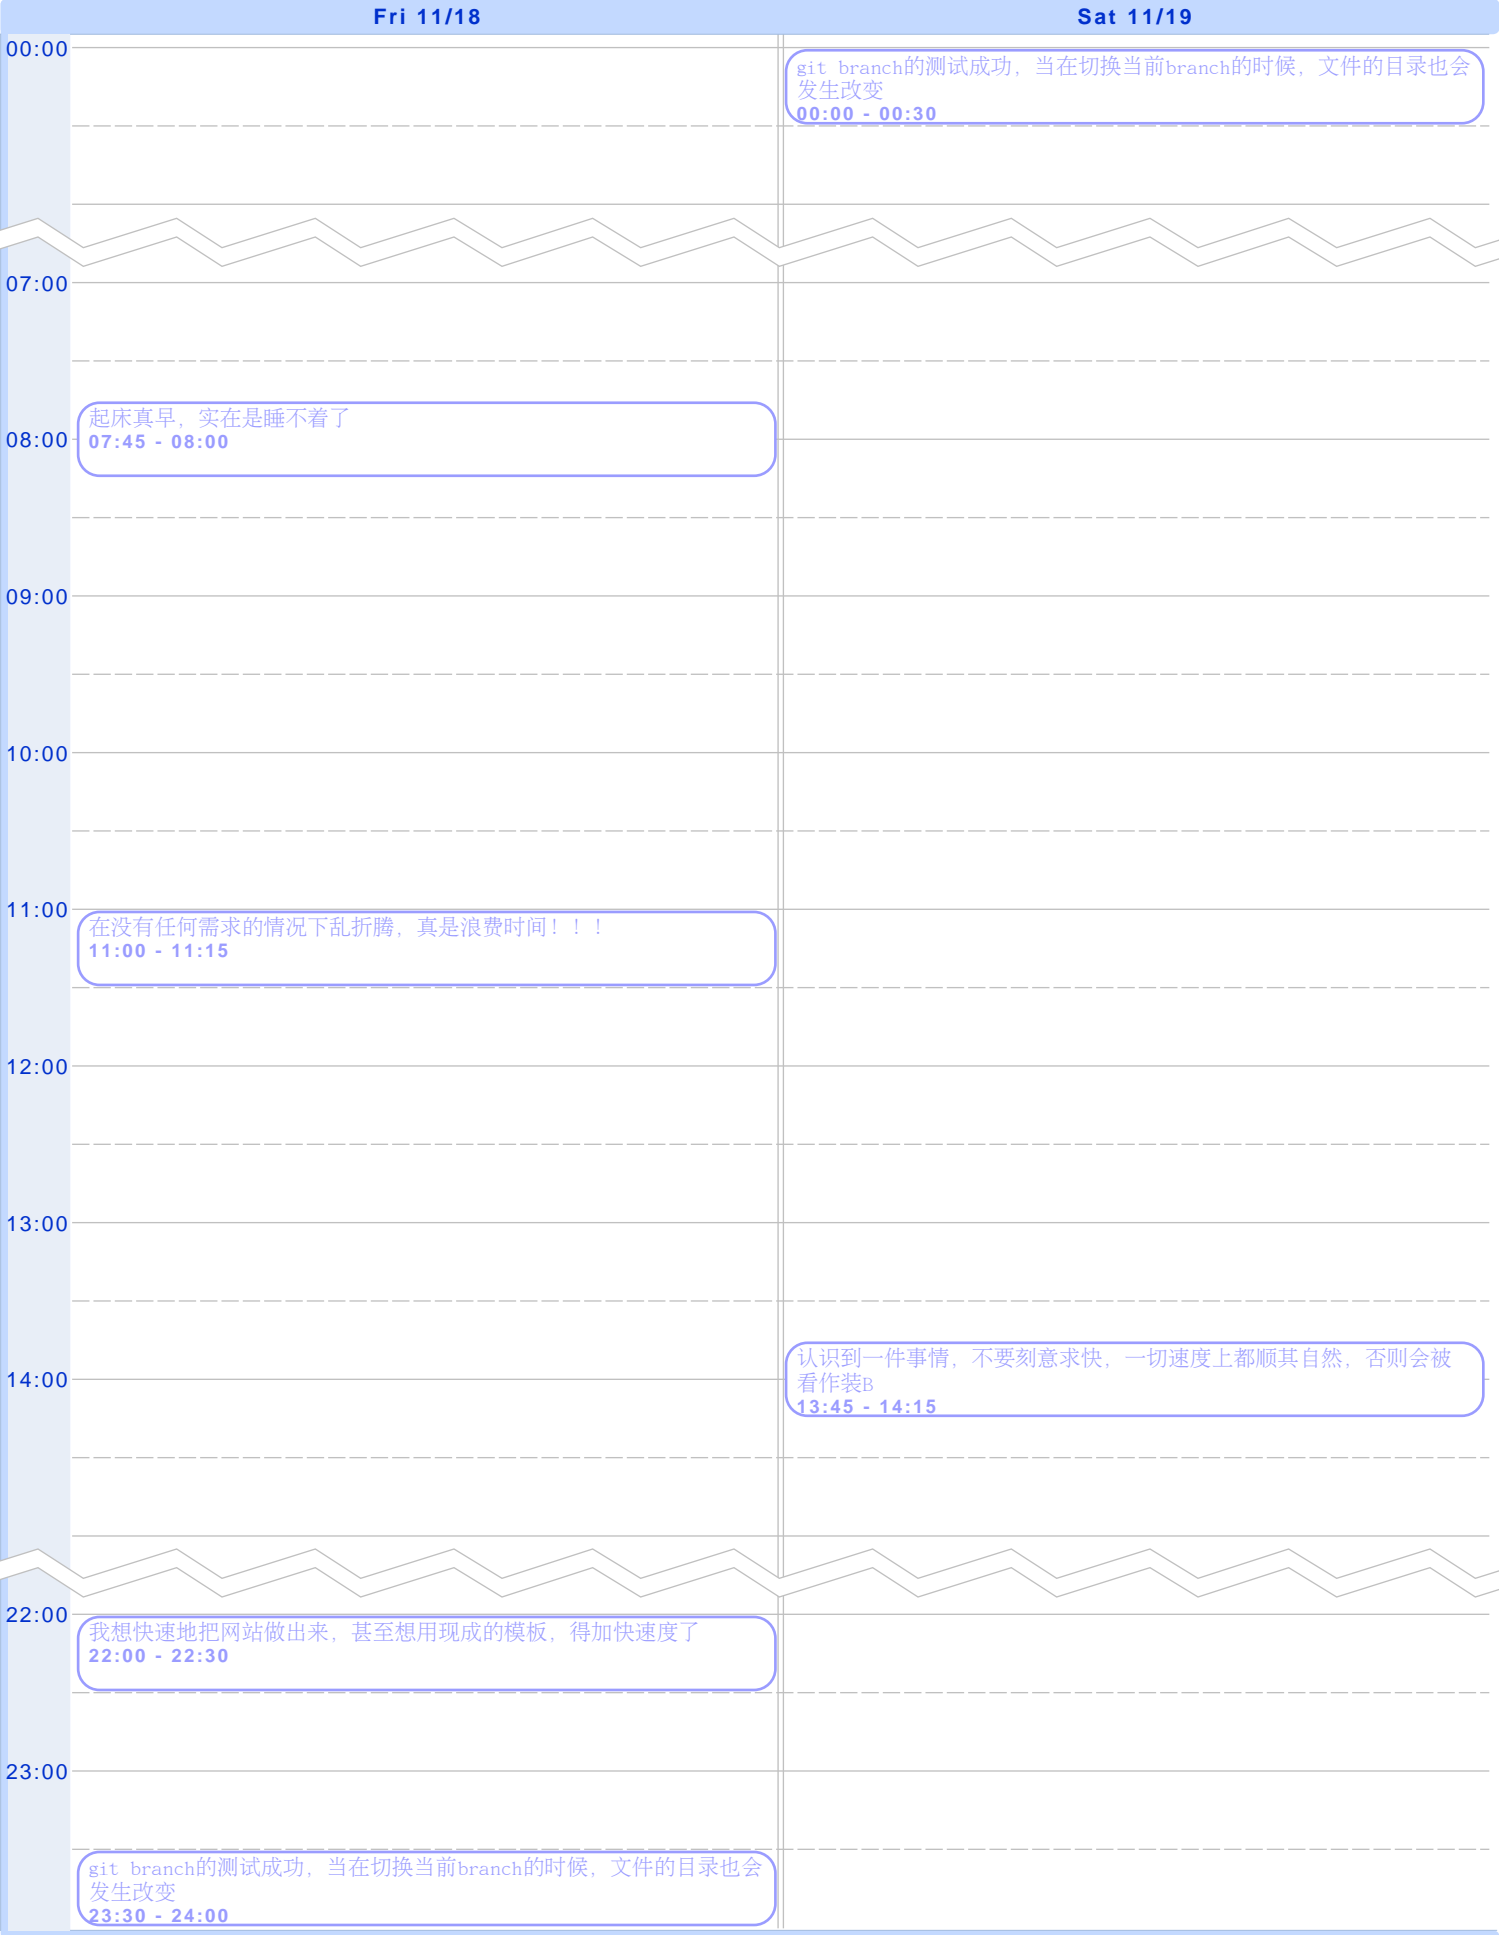 Fri 11/18
Sat 11/19
00:00
git branch的测试成功，当在切换当前branch的时候，文件的目录也会
发生改变
00:00 - 00:30
07:00
起床真早，实在是睡不着了
07:45 - 08:00
08:00
09:00
10:00
11:00
在没有任何需求的情况下乱折腾，真是浪费时间！！！
11:00 - 11:15
12:00
13:00
认识到一件事情，不要刻意求快，一切速度上都顺其自然，否则会被
看作装B
13:45 - 14:15
14:00
22:00
我想快速地把网站做出来，甚至想用现成的模板，得加快速度了
22:00 - 22:30
23:00
git branch的测试成功，当在切换当前branch的时候，文件的目录也会
发生改变
23:30 - 24:00